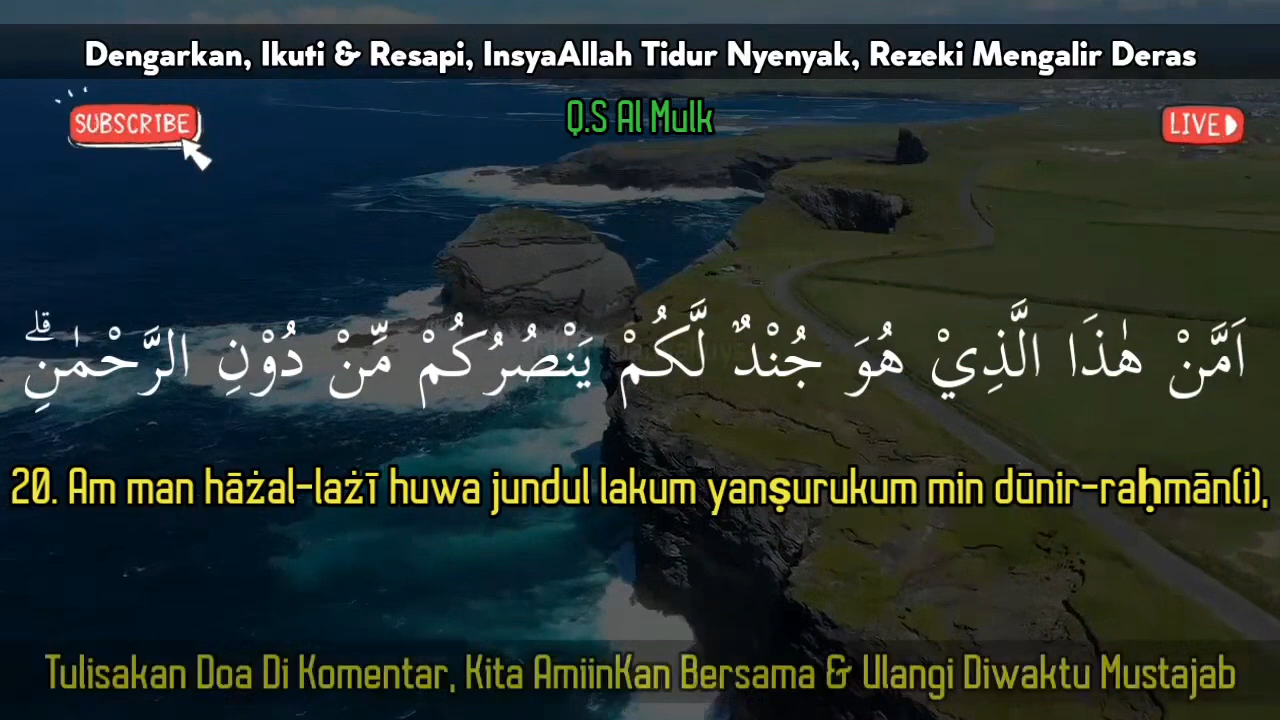 Dengarkan, Ikuti & Resapi, InsyaAllah Tidur Nyenyak, Rezeki Mengalir Deras
SUBSCRIBE
Q.S Al Mulk
LIVE
اَمَّنْ هٰذَا الَّذِيْ هُوَ جُنْدٌ لَّكُمْ يَنْصُرُكُمْ مِّنْ دُوْنِ الرَّحْمٰنِۗ
20. Am man hāżal-lażī huwa jundul lakum yanṣurukum min dūnir-raḥmān(i),
Tulisakan Doa Di Komentar, Kita AmiinKan Bersama & Ulangi Diwaktu Mustajab